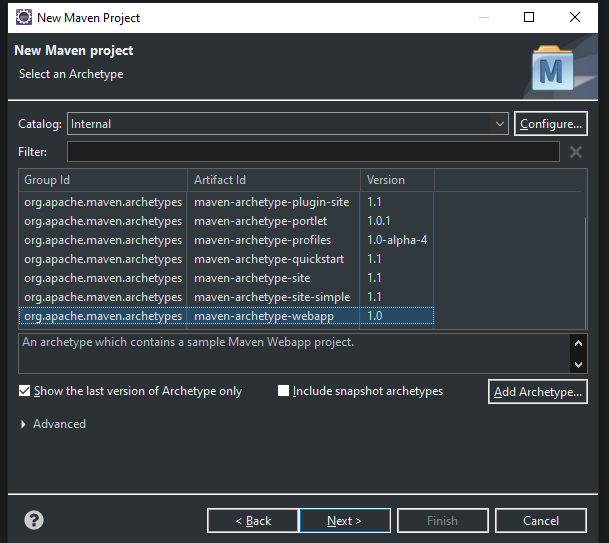 New Maven Project
New Maven project
Select an Archetype
M
Catalog: Internal Configure...
Filter:
Group Id Artifact Id Version
org.apache.maven.archetypes maven-archetype-plugin-site 1.1
org.apache.maven.archetypes maven-archetype-portlet 1.0.1
org.apache.maven.archetypes maven-archetype-profiles 1.0-alpha-4
org.apache.maven.archetypes maven-archetype-quickstart 1.1
org.apache.maven.archetypes maven-archetype-site 1.1
org.apache.maven.archetypes maven-archetype-site-simple 1.1
org.apache.maven.archetypes maven-archetype-webapp 1.0
An archetype which contains a sample Maven Webapp project.
Show the last version of Archetype only Include snapshot archetypes Add Archetype...
Advanced
? < Back Next > Finish Cancel